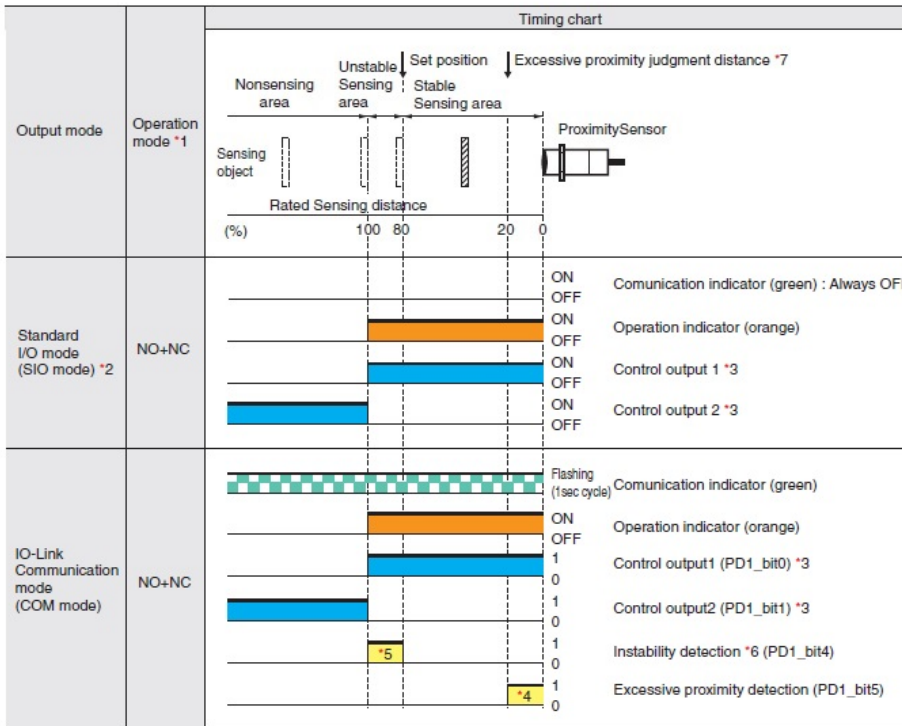 Timing chart
Output mode
Operation
mode *1
Nonsensing
area
Unstable
Sensing
area
Set position
Stable
Sensing area
Excessive proximity judgment distance *7
Sensing
object
ProximitySensor
Rated Sensing distance
(%)
100 80
20
0
Standard
I/O mode
(SIO mode) *2
NO+NC
ON
OFF
Comunication indicator (green) : Always OF
ON
OFF
Operation indicator (orange)
ON
OFF
Control output 1 *3
ON
OFF
Control output 2 *3
IO-Link
Communication
mode
(COM mode)
NO+NC
Flashing
(1sec cycle)
Comunication indicator (green)
ON
OFF
Operation indicator (orange)
1
0
Control output1 (PD1_bit0) *3
1
0
Control output2 (PD1_bit1) *3
*5
1
0
Instability detection *6 (PD1_bit4)
*4
1
0
Excessive proximity detection (PD1_bit5)